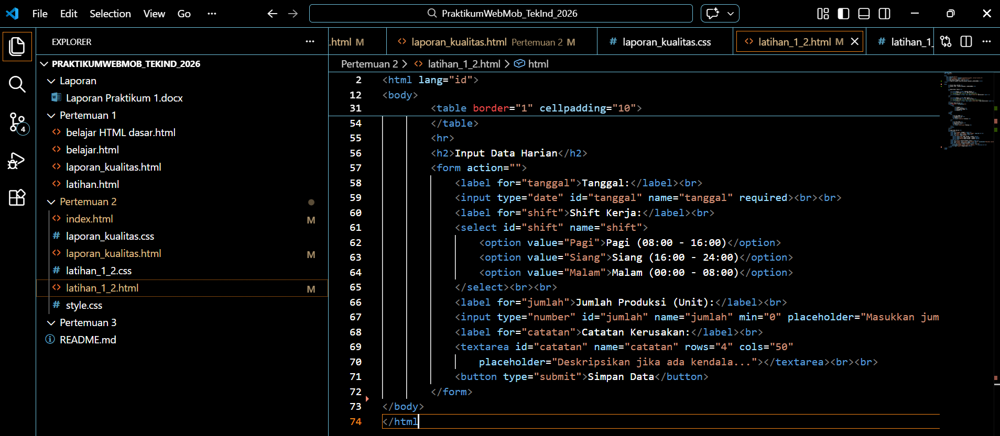 File Edit Selection View Go ··· PraktikumWebMob_TekInd_2026
EXPLORER ···
PRAKTIKUMWEBMOB_TEKIND_2026
Laporan
Laporan Praktikum 1.docx
Pertemuan 1
belajar HTML dasar.html
belajar.html
laporan_kualitas.html
latihan.html
Pertemuan 2
index.html M
laporan_kualitas.css
laporan_kualitas.html M
latihan_1_2.css
latihan_1_2.html M
style.css
Pertemuan 3
README.md
4
.html M laporan_kualitas.html Pertemuan 2 M # laporan_kualitas.css latihan_1_2.html M # latihan_1_
Pertemuan 2 > latihan_1_2.html > html
2 <html lang="id">
12 <body>
31 <table border="1" cellpadding="10">
54 </table>
55 <hr>
56 <h2>Input Data Harian</h2>
57 <form action="">
58 <label for="tanggal">Tanggal:</label><br>
59 <input type="date" id="tanggal" name="tanggal" required><br><br>
60 <label for="shift">Shift Kerja:</label><br>
61 <select id="shift" name="shift">
62 <option value="Pagi">Pagi (08:00 - 16:00)</option>
63 <option value="Siang">Siang (16:00 - 24:00)</option>
64 <option value="Malam">Malam (00:00 - 08:00)</option>
65 </select><br><br>
66 <label for="jumlah">Jumlah Produksi (Unit):</label><br>
67 <input type="number" id="jumlah" name="jumlah" min="0" placeholder="Masukkan jum
68 <label for="catatan">Catatan Kerusakan:</label><br>
69 <textarea id="catatan" name="catatan" rows="4" cols="50"
70 placeholder="Deskripsikan jika ada kendala..."></textarea><br><br>
71 <button type="submit">Simpan Data</button>
72 </form>
73 </body>
74 </html